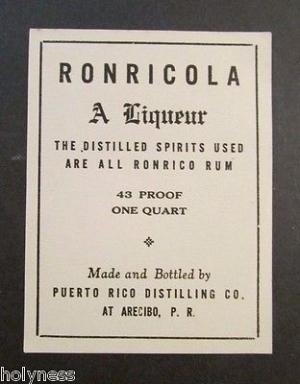 RONRICOLA
A Liqueur
THE DISTILLED SPIRITS USED
ARE ALL RONRICO RUM
43 PROOF
ONE QUART
Made and Bottled by
PUERTO RICO DISTILLING CO.
AT ARECIBO, P. R.
holyness